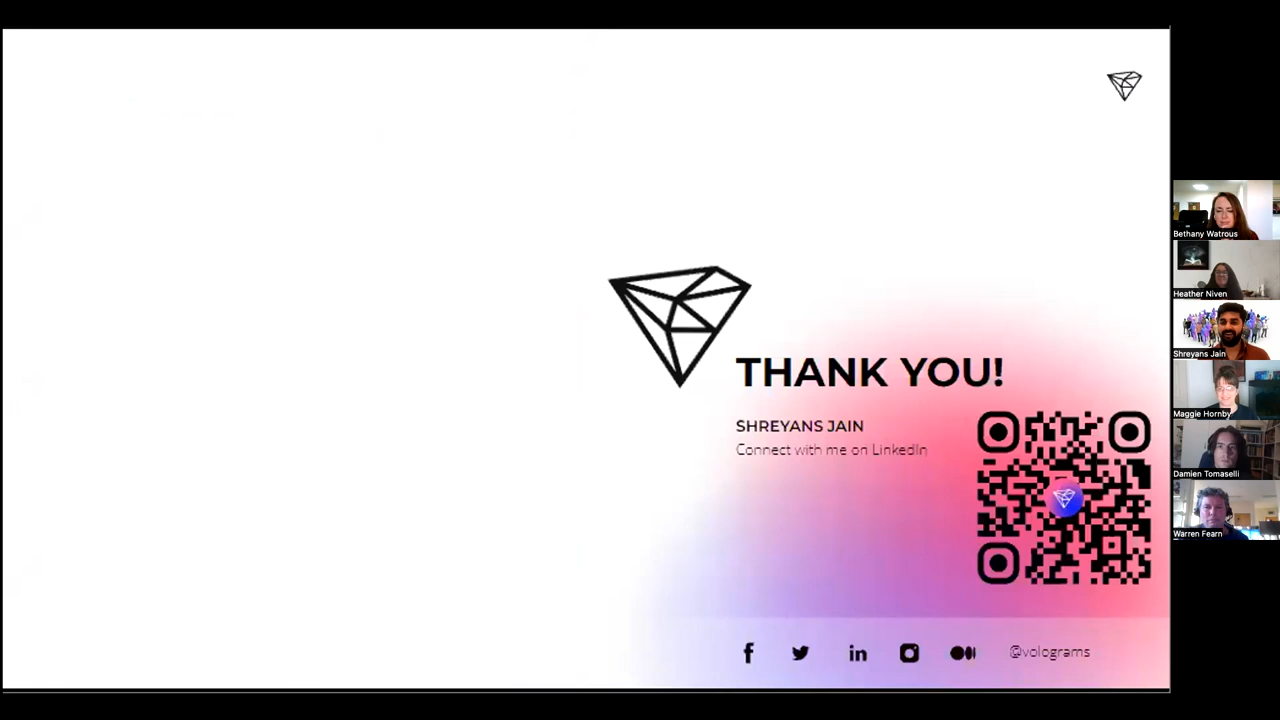 THANK YOU!
SHREYANS JAIN
Connect with me on LinkedIn
@volograms
Bethany Watrous
Heather Niven
Shreyans Jain
Maggie Hornby
Damien Tomaselli
Warren Fearn